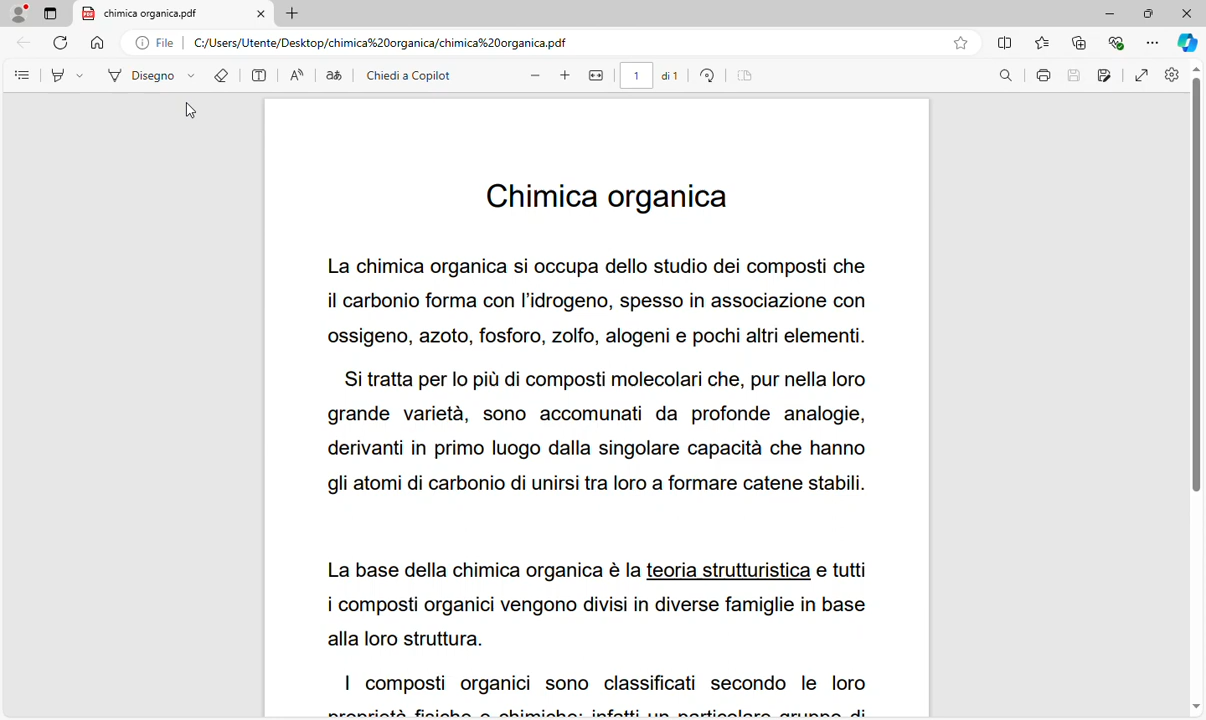 chimica organica.pdf
File C:/Users/Utente/Desktop/chimica%20organica/chimica%20organica.pdf
Disegno aあ Chiedi a Copilot 1 di 1
Chimica organica
La chimica organica si occupa dello studio dei composti che
il carbonio forma con l’idrogeno, spesso in associazione con
ossigeno, azoto, fosforo, zolfo, alogeni e pochi altri elementi.
Si tratta per lo più di composti molecolari che, pur nella loro
grande varietà, sono accomunati da profonde analogie,
derivanti in primo luogo dalla singolare capacità che hanno
gli atomi di carbonio di unirsi tra loro a formare catene stabili.
La base della chimica organica è la teoria strutturistica e tutti
i composti organici vengono divisi in diverse famiglie in base
alla loro struttura.
I composti organici sono classificati secondo le loro
proprietà fisiche e chimiche: infatti un particolare gruppo di